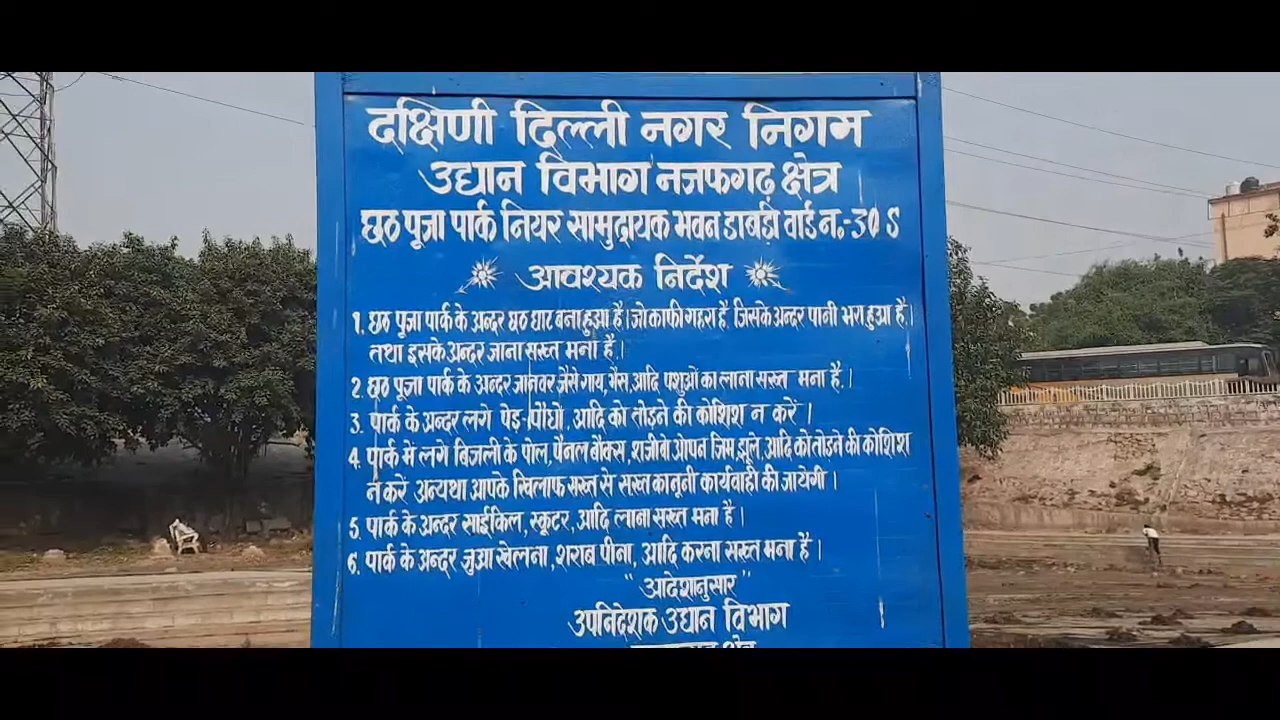 दक्षिणी दिल्ली नगर निगम
उद्यान विभाग नजफगढ़ क्षेत्र
छठ पूजा पार्क नियर सामुदायक भवन डाबड़ी वार्ड न.-30 S
आवश्यक निर्देश
1. छठ पूजा पार्क के अन्दर छठ घाट बना हुआ है। जो काफी गहरा है, जिसके अन्दर पानी भरा हुआ है।
तथा इसके अन्दर जाना सख्त मना है।
2. छठ पूजा पार्क के अन्दर जानवर जैसे गाय, भैंस, आदि पशुओं का लाना सख्त मना है।
3. पार्क के अन्दर लगे पेड़-पौधों, आदि को तोड़ने की कोशिश न करें।
4. पार्क में लगे बिजली के पोल, पैनल बौक्स, ओपन जिम, झूले, आदि को तोडने की कोशिश
न करें अन्यथा आपके खिलाफ सख्त से सख्त कानूनी कार्यवाही की जायेगी।
5. पार्क के अन्दर साईकिल, स्कूटर, आदि लाना सख्त मना है।
6. पार्क के अन्दर जुआ खेलना, शराब पीना, आदि करना सख्त मना है।
"आदेशानुसार"
उपनिदेशक उद्यान विभाग